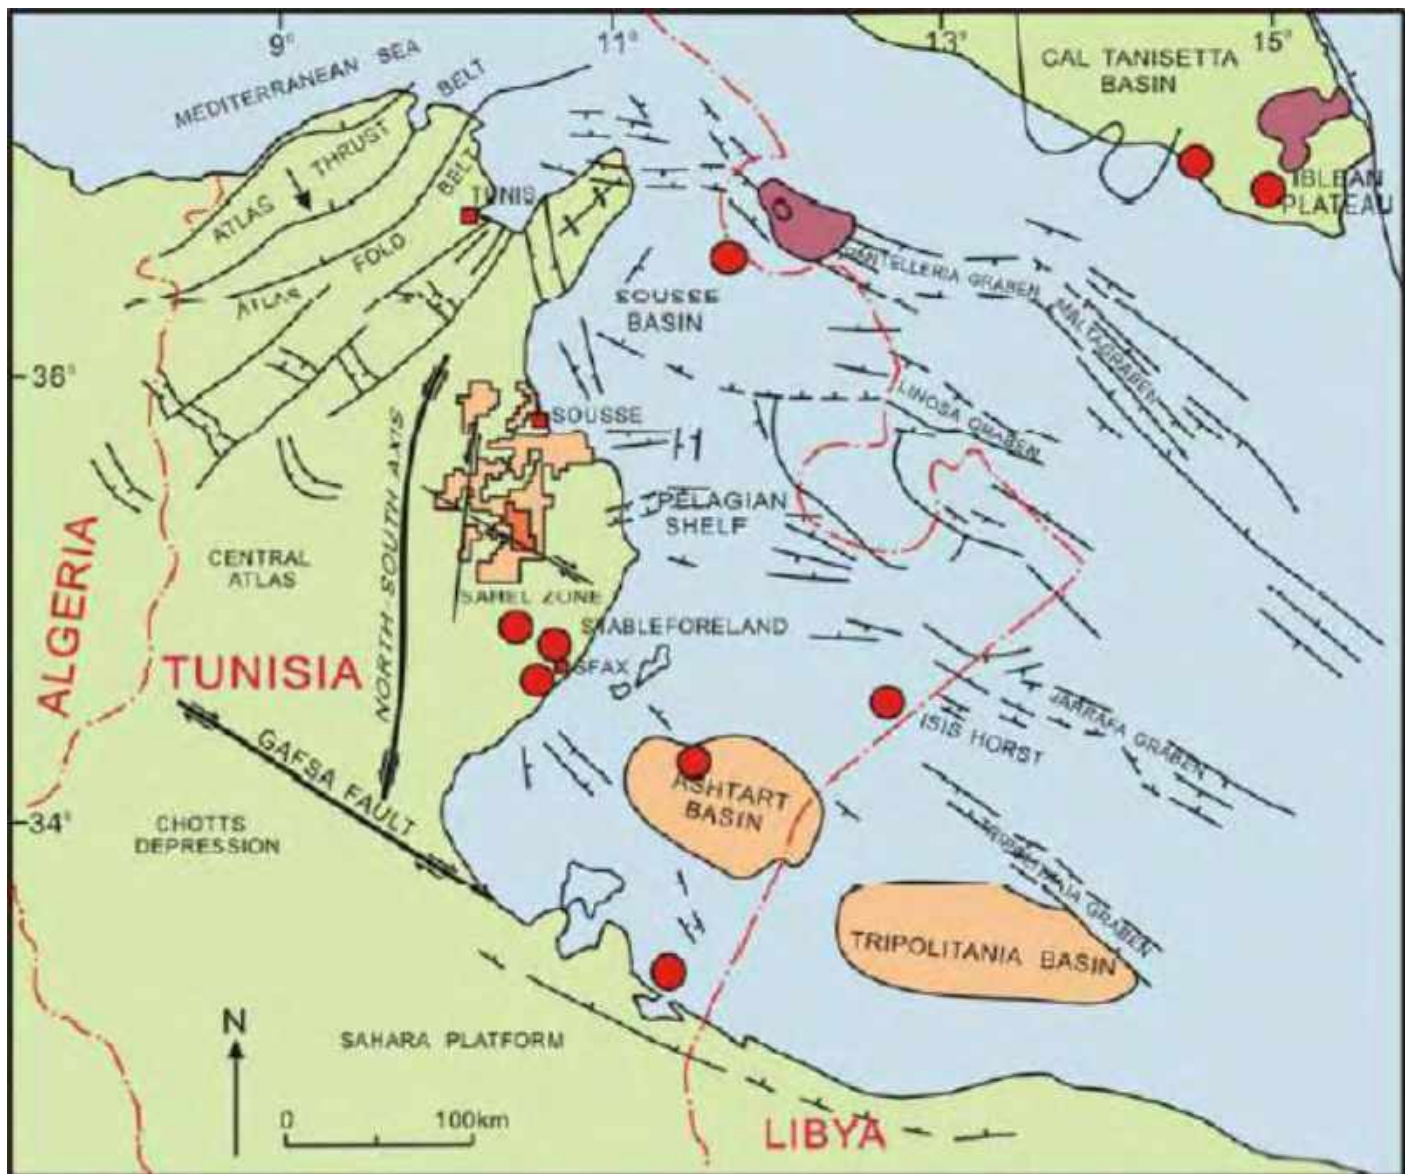 9°
11°
13°
15°
MEDITERRANEAN SEA
CAL TANISETTA
BASIN
ATLAS THRUST BELT
ATLAS FOLD BELT
TUNIS
IBLEAN
PLATEAU
SOUSSE
BASIN
PANTELLERIA GRABEN
MALTAGRABEN
36°
LINOSA GRABEN
SOUSSE
NORTH-SOUTH AXIS
PELAGIAN
SHELF
ALGERIA
CENTRAL
ATLAS
SAHEL ZONE
STABLEFORELAND
TUNISIA
SFAX
JARRAFA GRABEN
ISIS HORST
GAFSA FAULT
ASHTART
BASIN
34°
CHOTTS
DEPRESSION
GRABEN
TRIPOLITANIA BASIN
N
SAHARA PLATFORM
0
100km
LIBYA